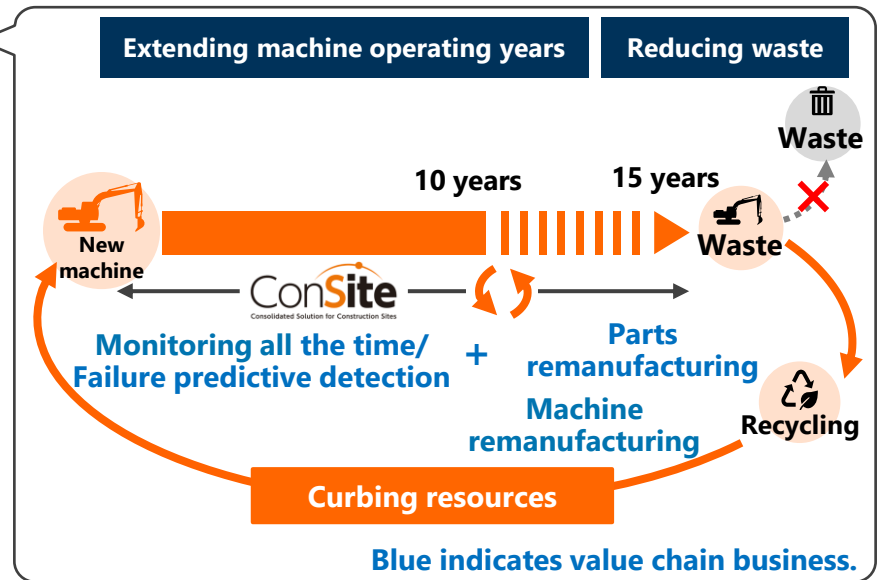 Extending machine operating years
Reducing waste
Waste
10 years
15 years
New
machine
Waste
ConSite
Consolidated Solution for Construction Sites
Monitoring all the time/
Failure predictive detection
+
Parts
remanufacturing
Machine
remanufacturing
Recycling
Curbing resources
Blue indicates value chain business.